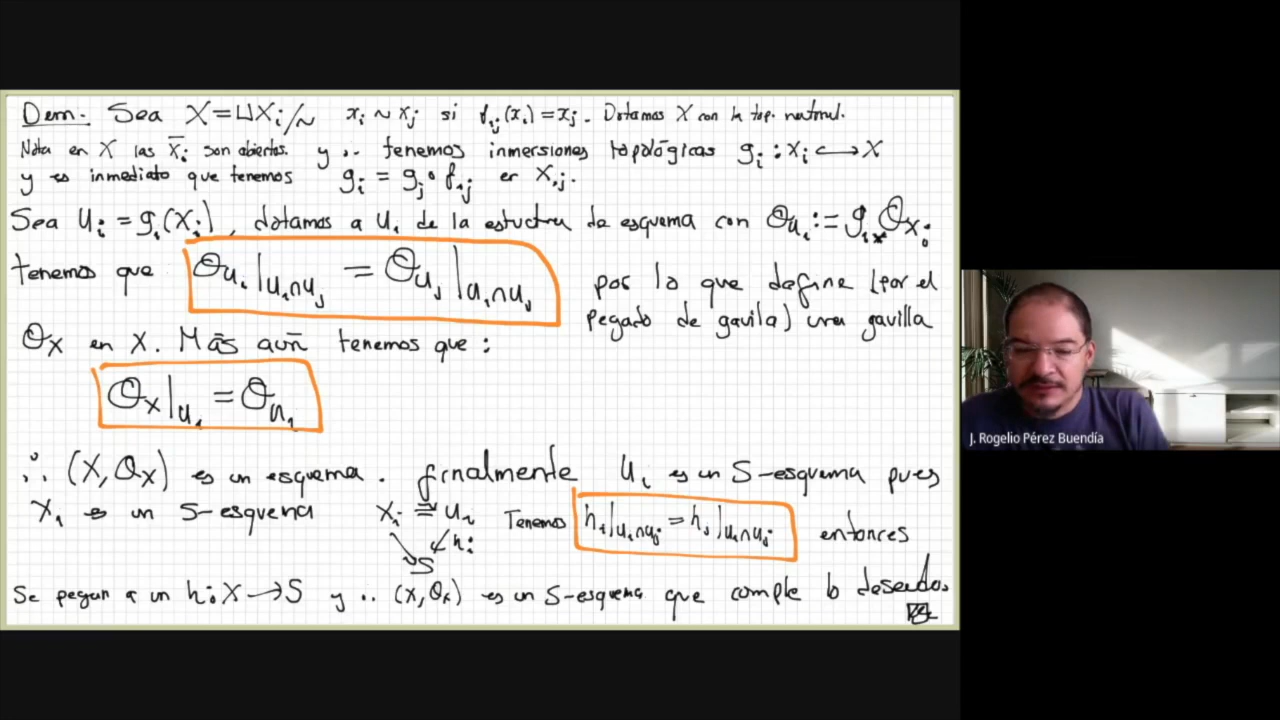 Dem. Sea X = ⊔X_i/∼ x_i ∼ x_j si f_ij(x_i) = x_j. Dotamos X con la top. natural.
Nota en X las X̄_i son abiertos. y ∴ tenemos inmersiones topológicas g_i : X_i ↪ X
y es inmediato que tenemos g_i = g_j ∘ f_ij en X_ij.
Sea U_i = g_i(X_i), dotamos a U_i de la estuctura de esquema con O_{U_i} := g_{i*} O_{X_i}
tenemos que O_{U_i}|_{U_i∩U_j} = O_{U_j}|_{U_i∩U_j} por lo que define (por el
pegado de gavilla) una gavilla
O_X en X. Más aún tenemos que :
O_X|_{U_i} = O_{U_i}
∴ (X, O_X) es un esquema. finalmente U_i es un S-esquema pues
X_i es un S-esquema X_i ≅ U_i Tenemos h_i|_{U_i∩U_j} = h_j|_{U_i∩U_j} entonces
↘ ↙ h_i
S
Se pegan a un h: X → S y ∴ (X, O_X) es un S-esquema que comple lo deseado.
J. Rogelio Pérez Buendía